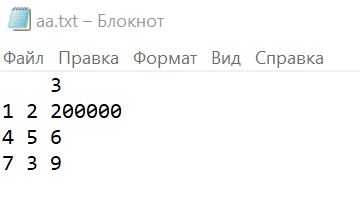 aa.txt – Блокнот
Файл Правка Формат Вид Справка
3
1 2 200000
4 5 6
7 3 9